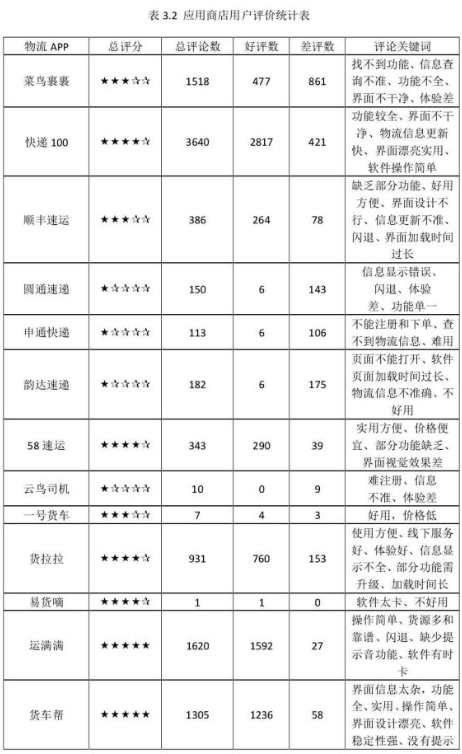 表 3.2 应用商店用户评价统计表
物流 APP 总评分 总评论数 好评数 差评数 评论关键词
菜鸟裹裹 ★★★☆☆ 1518 477 861 找不到功能、信息查
询不准、功能不全、
界面不干净、体验差
快递 100 ★★★★☆ 3640 2817 421 功能较全、界面不干
净、物流信息更新
快、界面漂亮实用、
软件操作简单
顺丰速运 ★★★☆☆ 386 264 78 缺乏部分功能、好用
方便、界面设计不
行、信息更新不准、
闪退、界面加载时间
过长
圆通速递 ★☆☆☆☆ 150 6 143 信息显示错误、
闪退、体验
差、功能单一
申通快递 ★☆☆☆☆ 113 6 106 不能注册和下单、查
不到物流信息、难用
韵达速递 ★☆☆☆☆ 182 6 175 页面不能打开、软件
页面加载时间过长、
物流信息不准确、不
好用
58 速运 ★★★★☆ 343 290 39 实用方便、价格便
宜、部分功能缺乏、
界面视觉效果差
云鸟司机 ★☆☆☆☆ 10 0 9 难注册、信息
不准、体验差
一号货车 ★★★☆☆ 7 4 3 好用，价格低
货拉拉 ★★★★☆ 931 760 153 使用方便、线下服务
好、体验好、信息显
示不全、部分功能需
升级、加载时间长
易货嘀 ★★★★☆ 1 1 0 软件太卡、不好用
运满满 ★★★★★ 1620 1592 27 操作简单、货源多和
靠谱、闪退、缺少提
示音功能、软件有时
卡
货车帮 ★★★★★ 1305 1236 58 界面信息太杂，功能
全、实用、操作简单、
界面设计漂亮、软件
稳定性强、没有提示